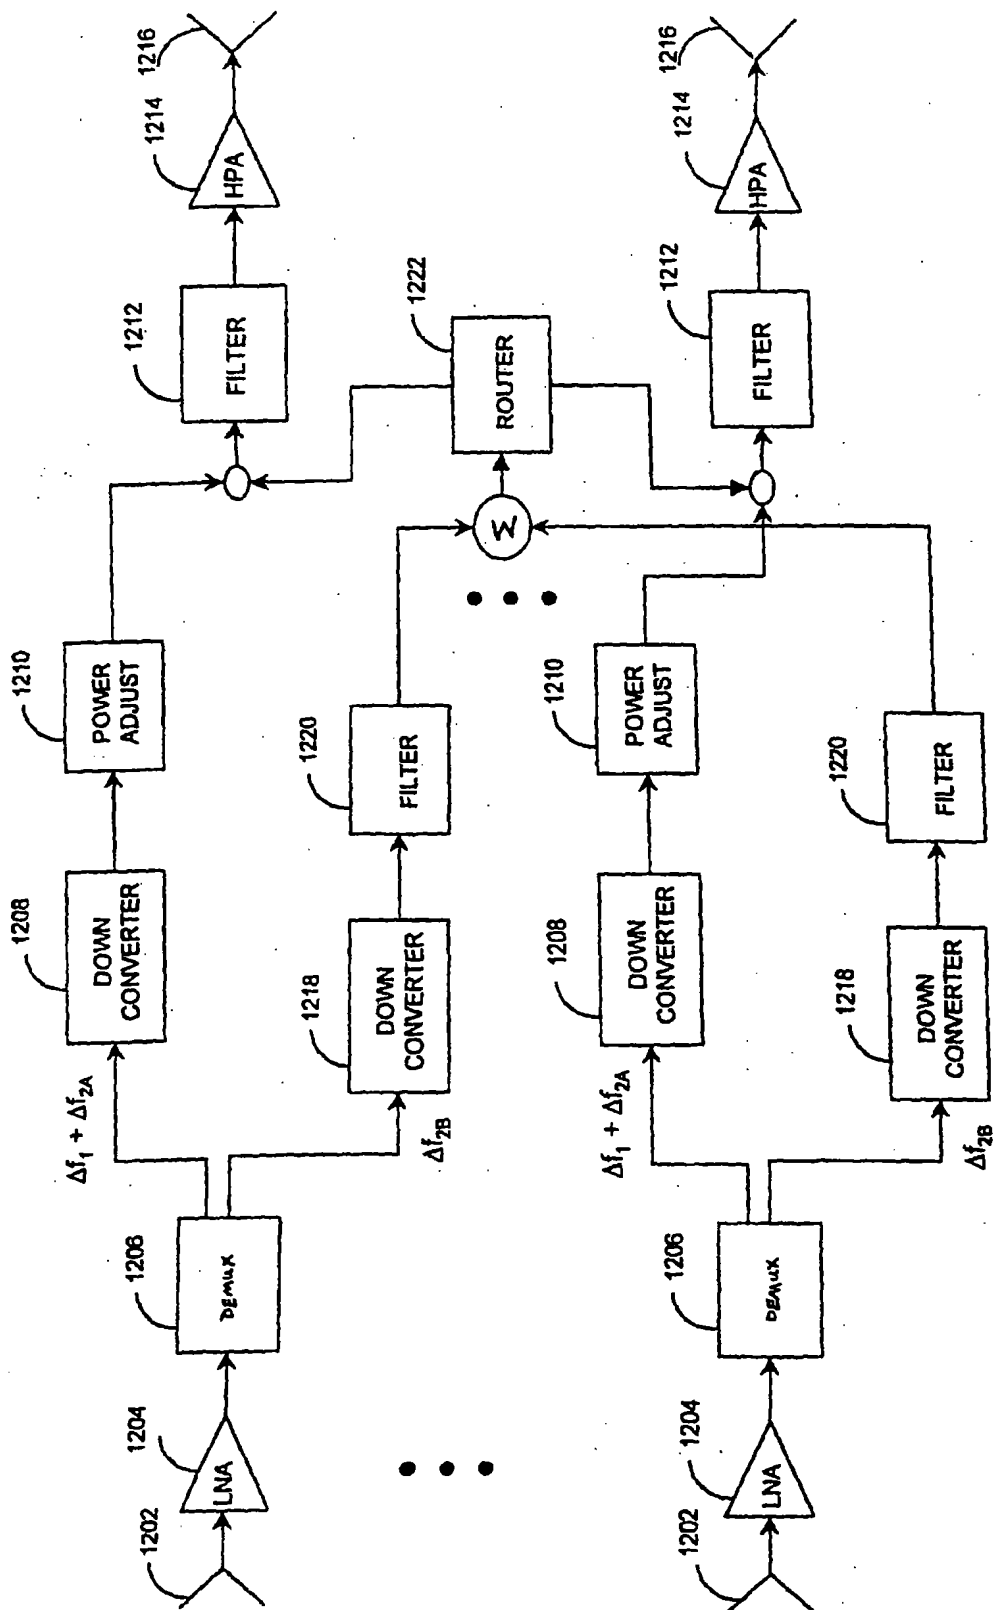 1202
1204
LNA
1206
DEMUX
Δf₁ + Δf₂A
Δf₂B
1208
DOWN
CONVERTER
1218
DOWN
CONVERTER
1210
POWER
ADJUST
1220
FILTER
Σ
1222
ROUTER
1212
FILTER
1214
HPA
1216
1202
1204
LNA
1206
DEMUX
Δf₁ + Δf₂A
Δf₂B
1208
DOWN
CONVERTER
1218
DOWN
CONVERTER
1210
POWER
ADJUST
1220
FILTER
1212
FILTER
1214
HPA
1216